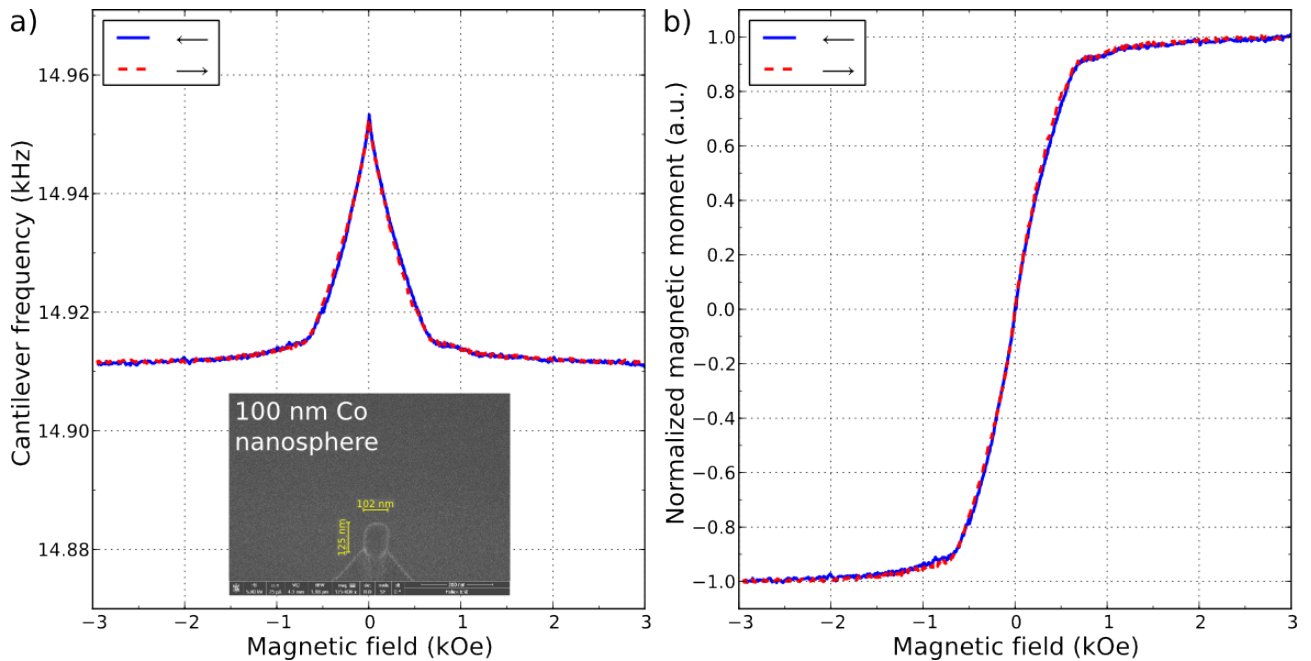 a)
←
→
14.96
14.94
14.92
14.90
14.88
Cantilever frequency (kHz)
100 nm Co
nanosphere
102 nm
125 nm
−3 −2 −1 0 1 2 3
Magnetic field (kOe)
b)
←
→
1.0
0.8
0.6
0.4
0.2
0.0
−0.2
−0.4
−0.6
−0.8
−1.0
Normalized magnetic moment (a.u.)
−3 −2 −1 0 1 2 3
Magnetic field (kOe)